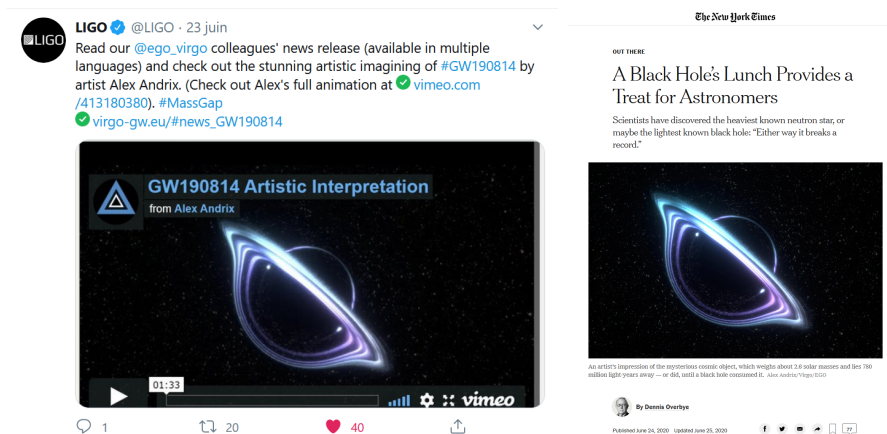 LIGO @LIGO · 23 juin
LIGO
Read our @ego_virgo colleagues' news release (available in multiple
languages) and check out the stunning artistic imagining of #GW190814 by
artist Alex Andrix. (Check out Alex's full animation at vimeo.com
/413180380). #MassGap
virgo-gw.eu/#news_GW190814
GW190814 Artistic Interpretation
from Alex Andrix
01:33
vimeo
1 20 40
The New York Times
OUT THERE
A Black Hole's Lunch Provides a
Treat for Astronomers
Scientists have discovered the heaviest known neutron star, or
maybe the lightest known black hole: “Either way it breaks a
record.”
An artist's impression of the mysterious cosmic object, which weighs about 2.6 solar masses and lies 780
million light years away — or did, until a black hole consumed it. Alex Andrix/Virgo/EGO
By Dennis Overbye
Published June 24, 2020 Updated June 25, 2020
77